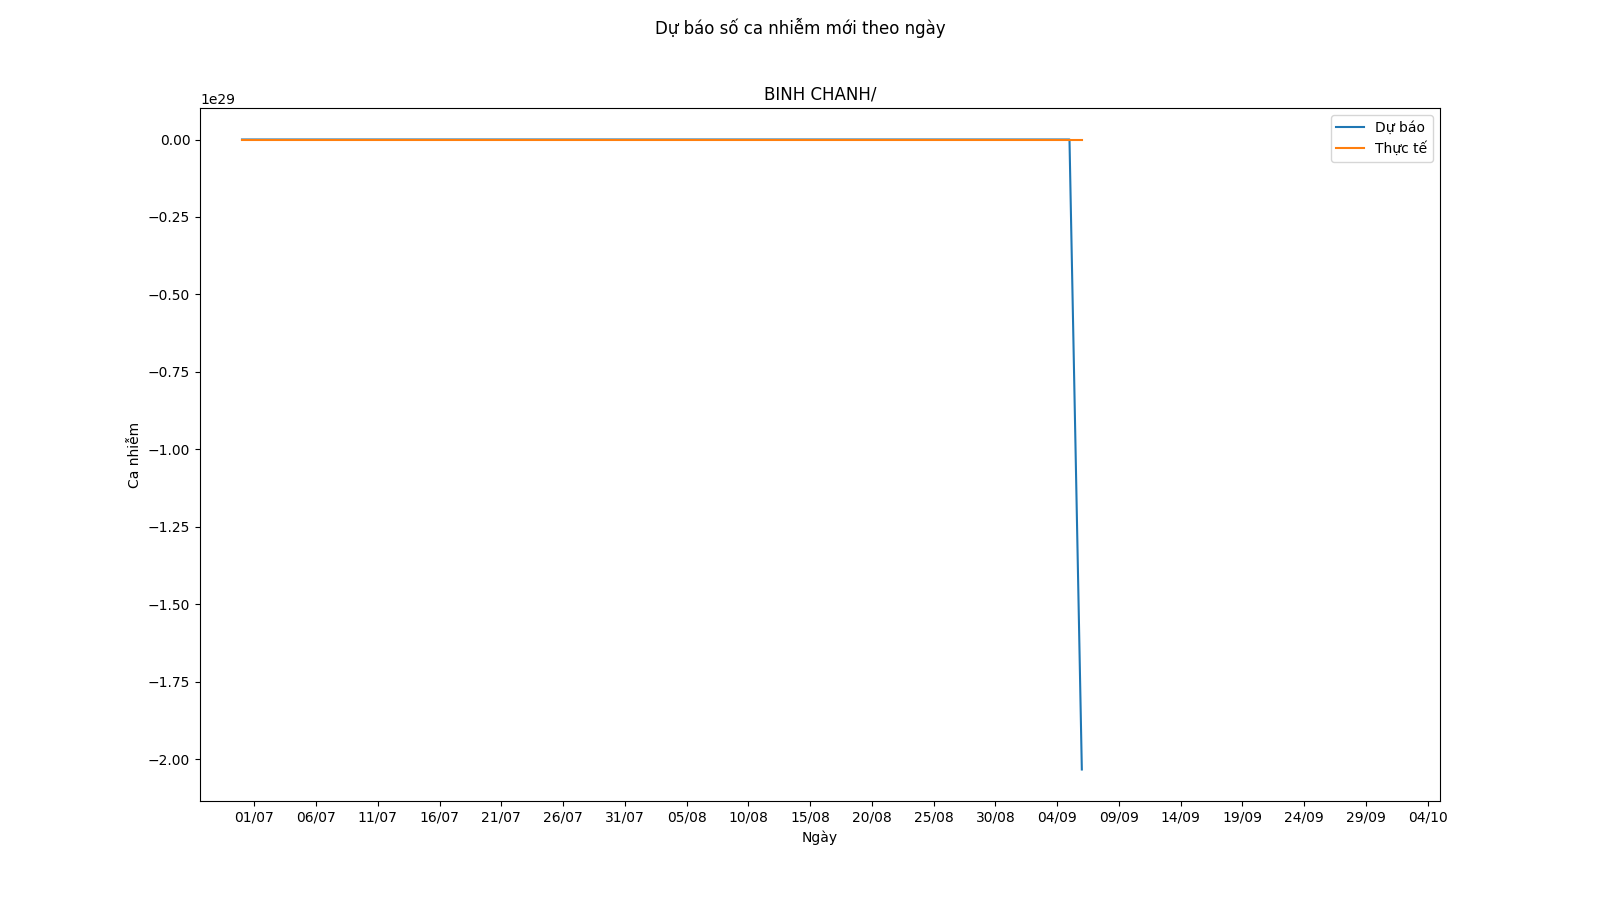 Dự báo số ca nhiễm mới theo ngày
BINH CHANH/
1e29
0.00
−0.25
−0.50
−0.75
−1.00
−1.25
−1.50
−1.75
−2.00
Ca nhiễm
Dự báo
Thực tế
01/07 06/07 11/07 16/07 21/07 26/07 31/07 05/08 10/08 15/08 20/08 25/08 30/08 04/09 09/09 14/09 19/09 24/09 29/09 04/10
Ngày